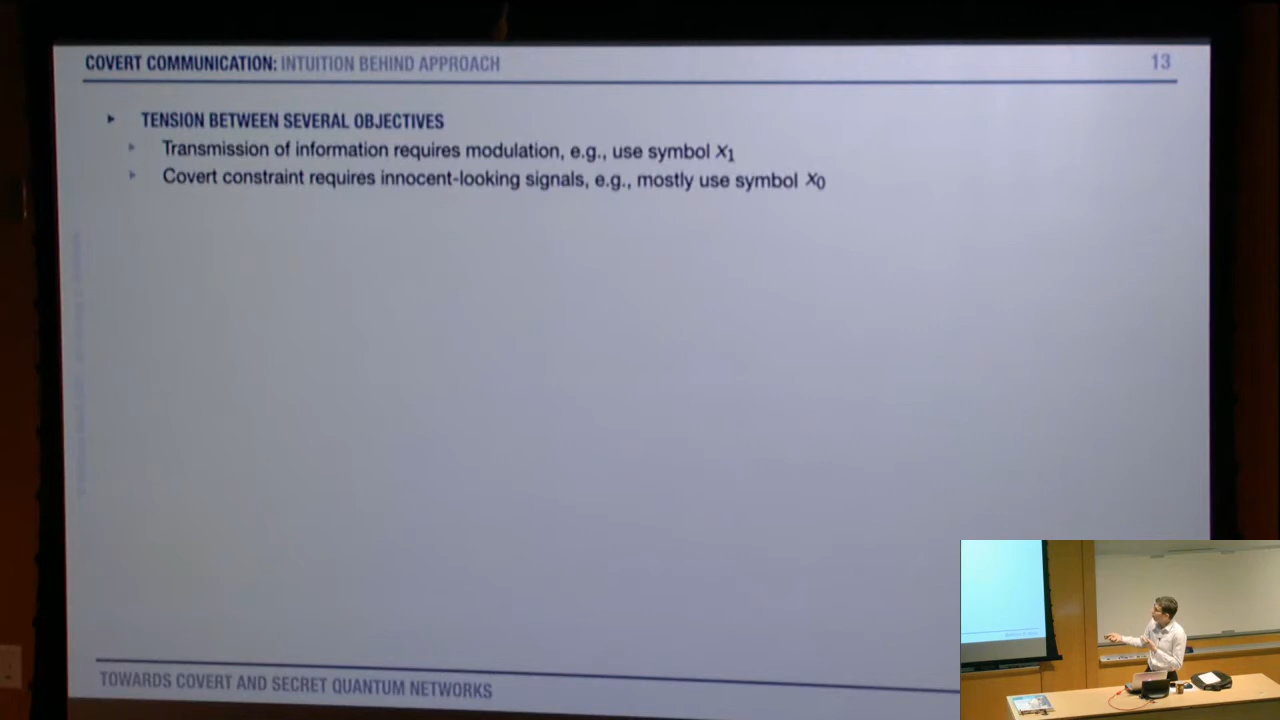 COVERT COMMUNICATION: INTUITION BEHIND APPROACH 13
▸ TENSION BETWEEN SEVERAL OBJECTIVES
▸ Transmission of information requires modulation, e.g., use symbol x₁
▸ Covert constraint requires innocent-looking signals, e.g., mostly use symbol x₀
TOWARDS COVERT AND SECRET QUANTUM NETWORKS